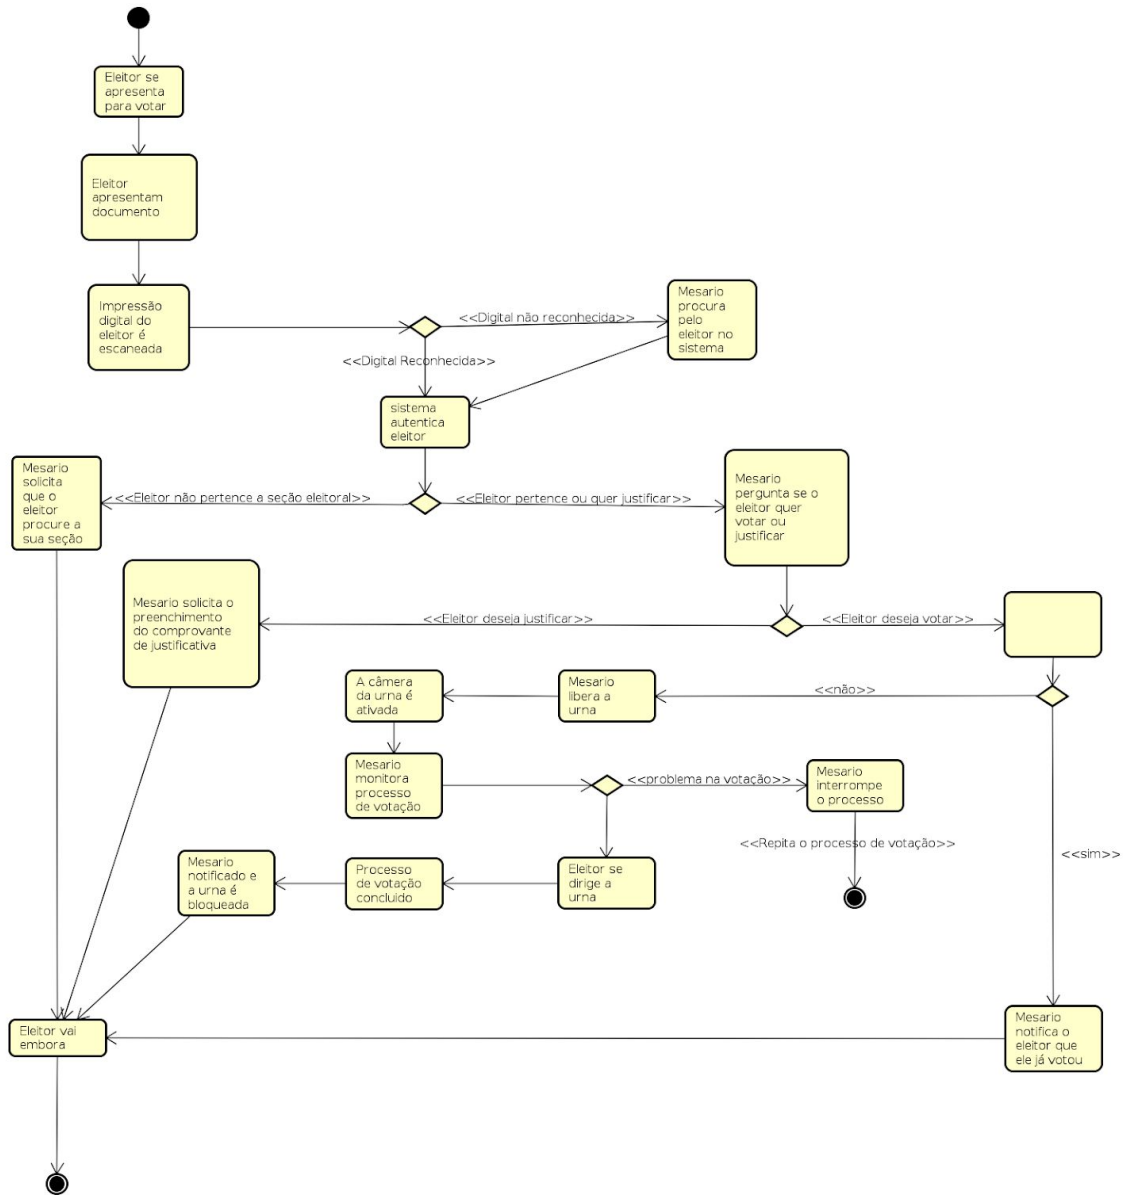 Eleitor se
apresenta
para votar
Eleitor
apresentam
documento
Impressão
digital do
eleitor é
escaneada
<<Digital não reconhecida>>
Mesario
procura
pelo
eleitor no
sistema
<<Digital Reconhecida>>
sistema
autentica
eleitor
Mesario
solicita
que o
eleitor
procure a
sua seção
<<Eleitor não pertence a seção eleitoral>>
<<Eleitor pertence ou quer justificar>>
Mesario
pergunta se o
eleitor quer
votar ou
justificar
Mesario solicita o
preenchimento
do comprovante
de justificativa
<<Eleitor deseja justificar>>
<<Eleitor deseja votar>>
A câmera
da urna é
ativada
Mesario
libera a
urna
<<não>>
Mesario
monitora
processo
de votação
<<problema na votação>>
Mesario
interrompe
o processo
<<Repita o processo de votação>>
<<sim>>
Mesario
notificado e
a urna é
bloqueada
Processo
de votação
concluido
Eleitor se
dirige a
urna
Eleitor vai
embora
Mesario
notifica o
eleitor que
ele já votou